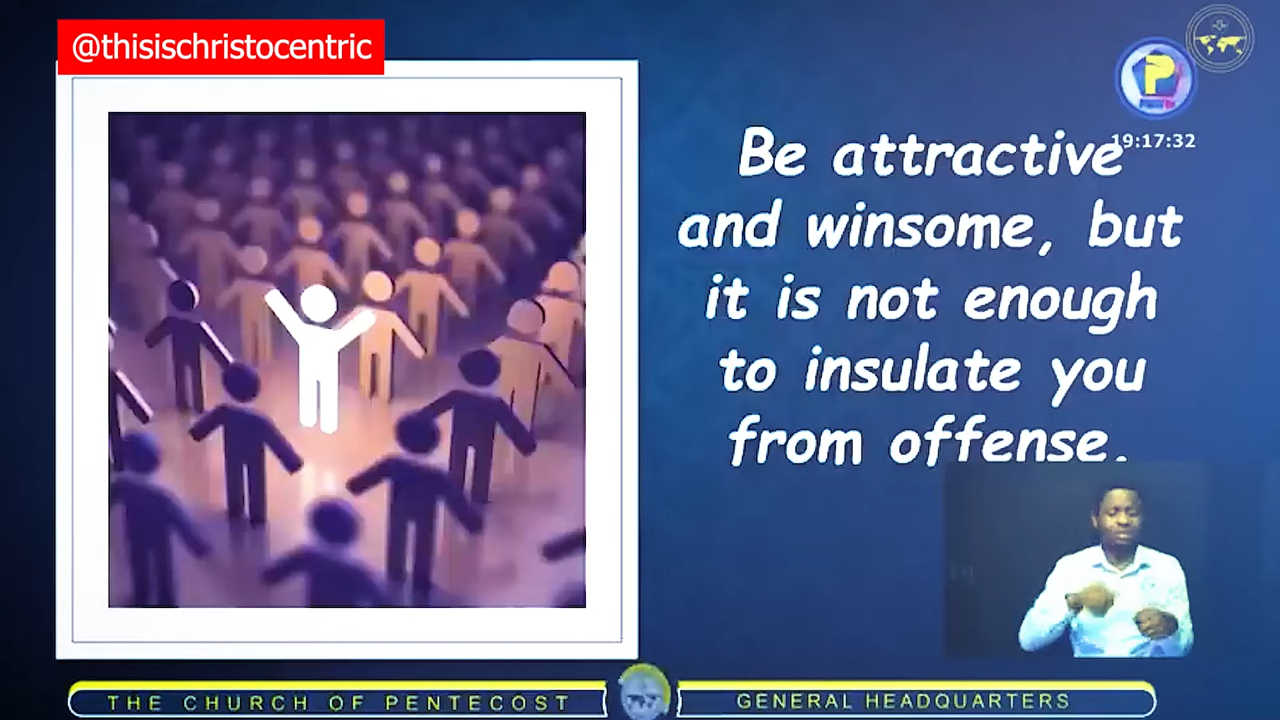 @thisischristocentric
19:17:32
Be attractive
and winsome, but
it is not enough
to insulate you
from offense.
THE CHURCH OF PENTECOST
GENERAL HEADQUARTERS